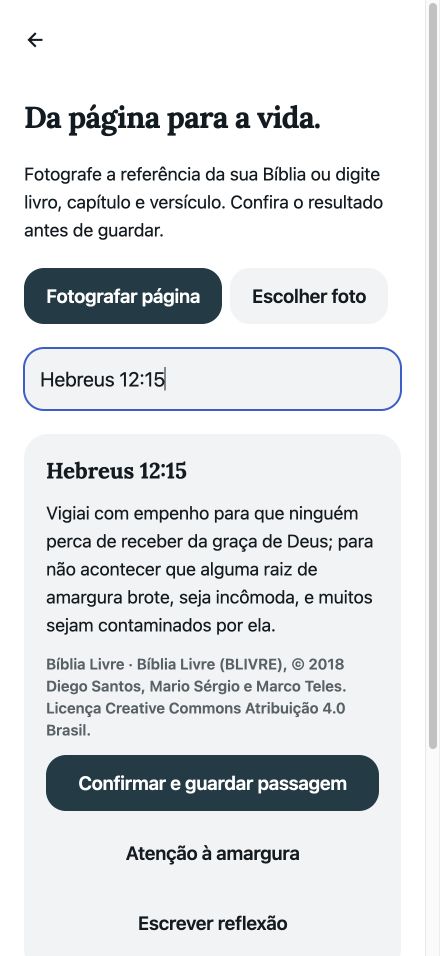 Da página para a vida.
Fotografe a referência da sua Bíblia ou digite
livro, capítulo e versículo. Confira o resultado
antes de guardar.
Fotografar página
Escolher foto
Hebreus 12:15
Hebreus 12:15
Vigiai com empenho para que ninguém
perca de receber da graça de Deus; para
não acontecer que alguma raiz de
amargura brote, seja incômoda, e muitos
sejam contaminados por ela.
Bíblia Livre · Bíblia Livre (BLIVRE), © 2018
Diego Santos, Mario Sérgio e Marco Teles.
Licença Creative Commons Atribuição 4.0
Brasil.
Confirmar e guardar passagem
Atenção à amargura
Escrever reflexão